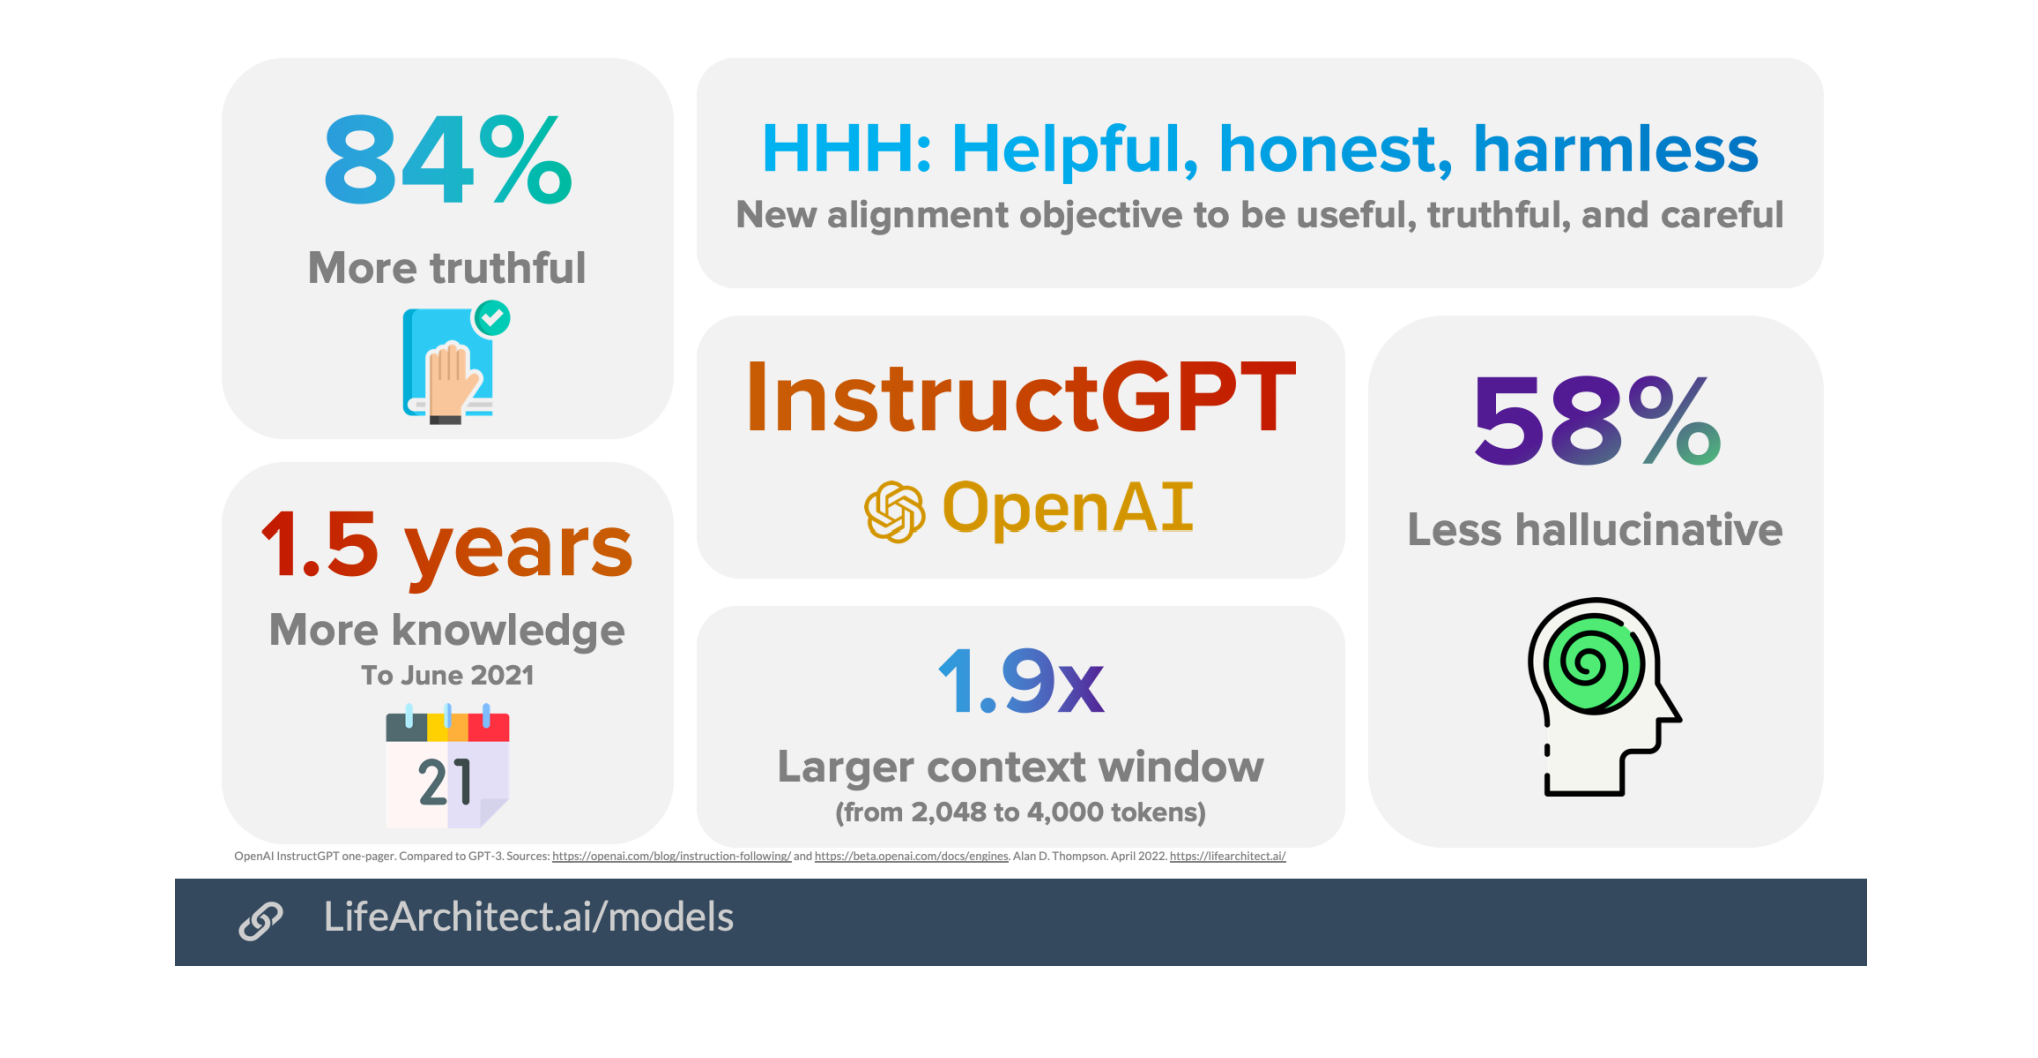 84%
More truthful
HHH: Helpful, honest, harmless
New alignment objective to be useful, truthful, and careful
InstructGPT
OpenAI
58%
Less hallucinative
1.5 years
More knowledge
To June 2021
21
1.9x
Larger context window
(from 2,048 to 4,000 tokens)
OpenAI InstructGPT one-pager. Compared to GPT-3. Sources: https://openai.com/blog/instruction-following/ and https://beta.openai.com/docs/engines. Alan D. Thompson. April 2022. https://lifearchitect.ai/
LifeArchitect.ai/models